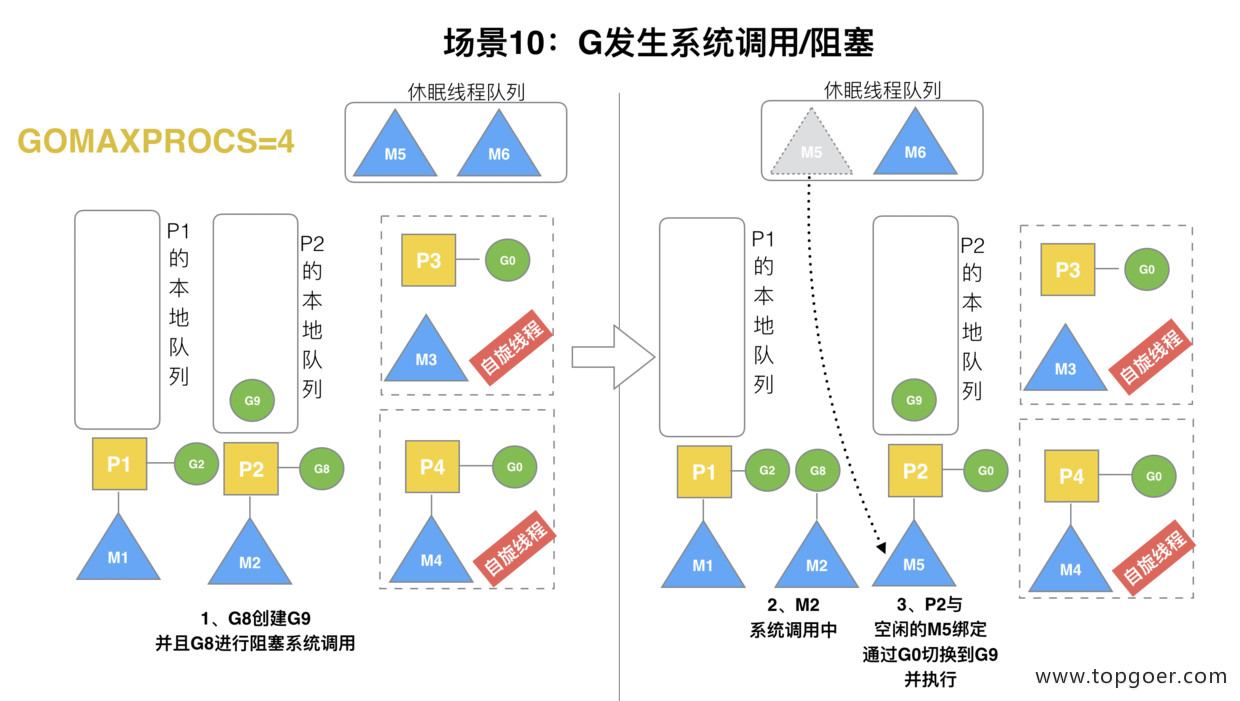 场景10：G发生系统调用/阻塞
GOMAXPROCS=4
休眠线程队列
M5
M6
P1的本地队列
P2的本地队列
G9
P1
G2
P2
G8
M1
M2
P3
G0
M3
自旋线程
P4
G0
M4
自旋线程
1、G8创建G9
并且G8进行阻塞系统调用
休眠线程队列
M5
M6
P1的本地队列
P2的本地队列
G9
P1
G2
G8
P2
G0
M1
M2
M5
P3
G0
M3
自旋线程
P4
G0
M4
自旋线程
2、M2
系统调用中
3、P2与
空闲的M5绑定
通过G0切换到G9
并执行
www.topgoer.com